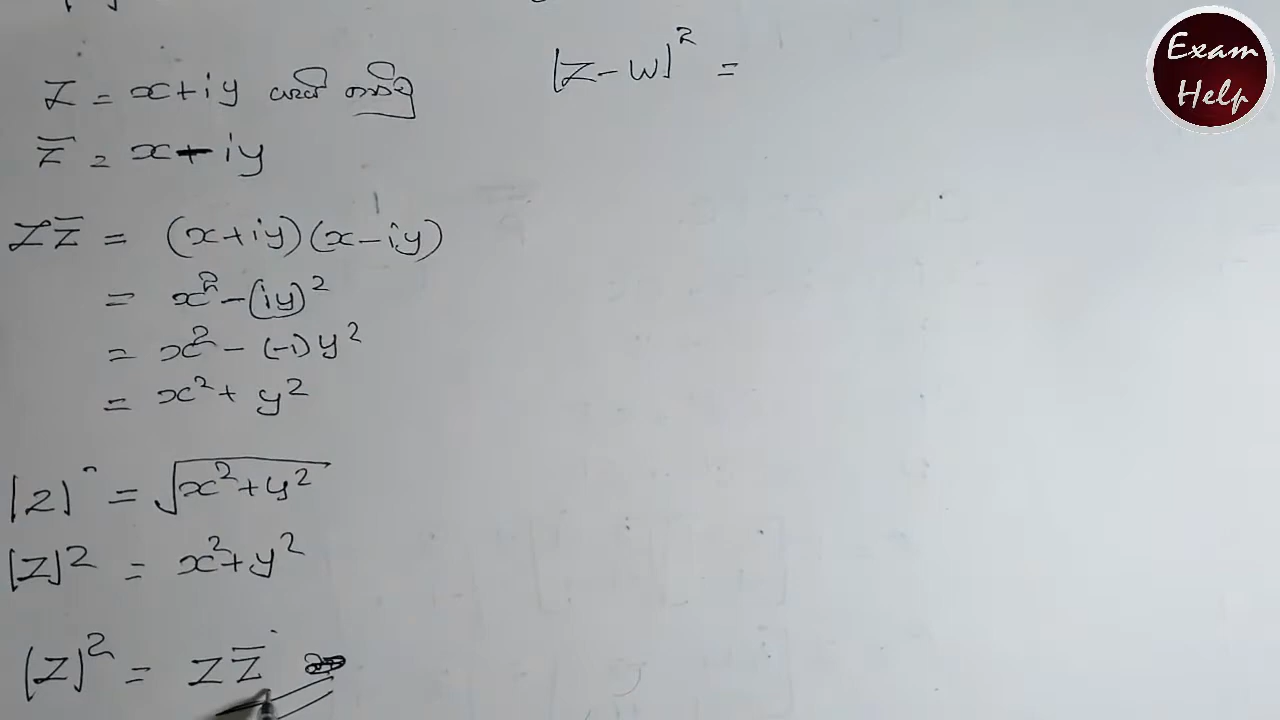 Z = x+iy යැයි ගනිමු
z̄ = x-iy
Zz̄ = (x+iy)(x-iy)
= x² - (iy)²
= x² - (-1)y²
= x² + y²
|z| = √(x²+y²)
|Z|² = x²+y²
|Z|² = Z z̄
|Z-W|² =
Exam
Help